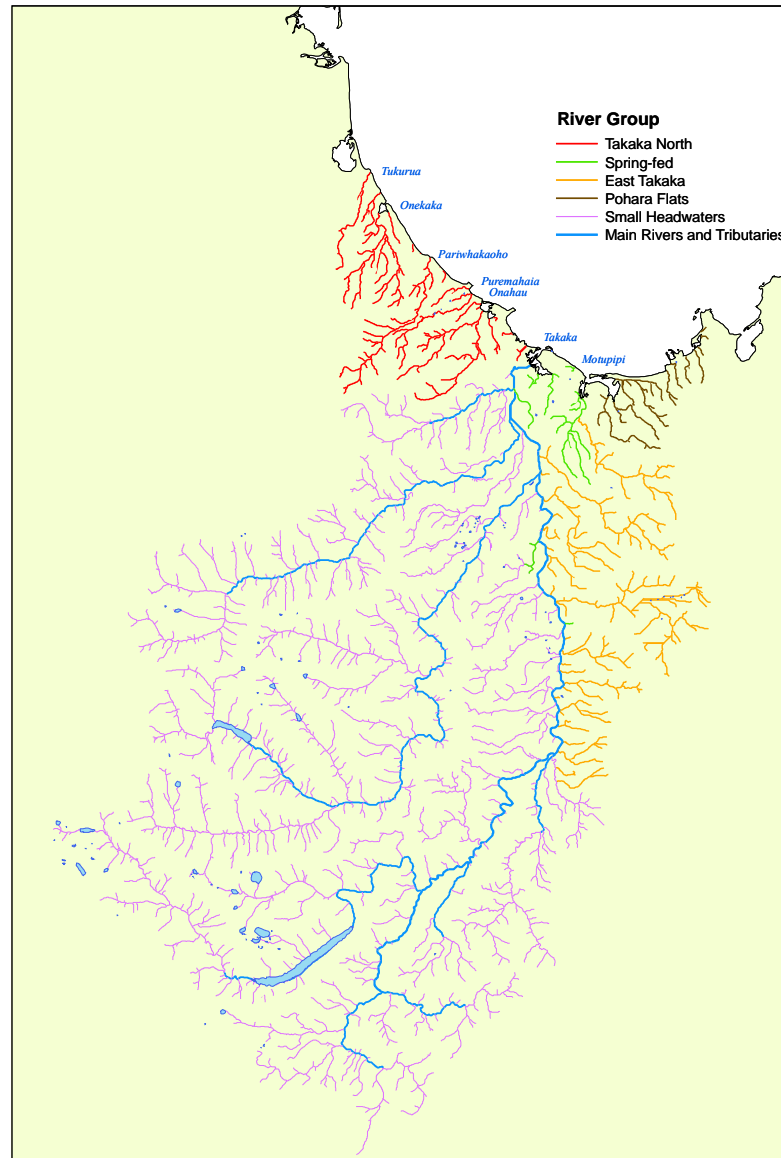 River Group
Takaka North
Spring-fed
East Takaka
Pohara Flats
Small Headwaters
Main Rivers and Tributaries
Tukurua
Onekaka
Pariwhakaoho
Puremahaia
Onahau
Takaka
Motupipi